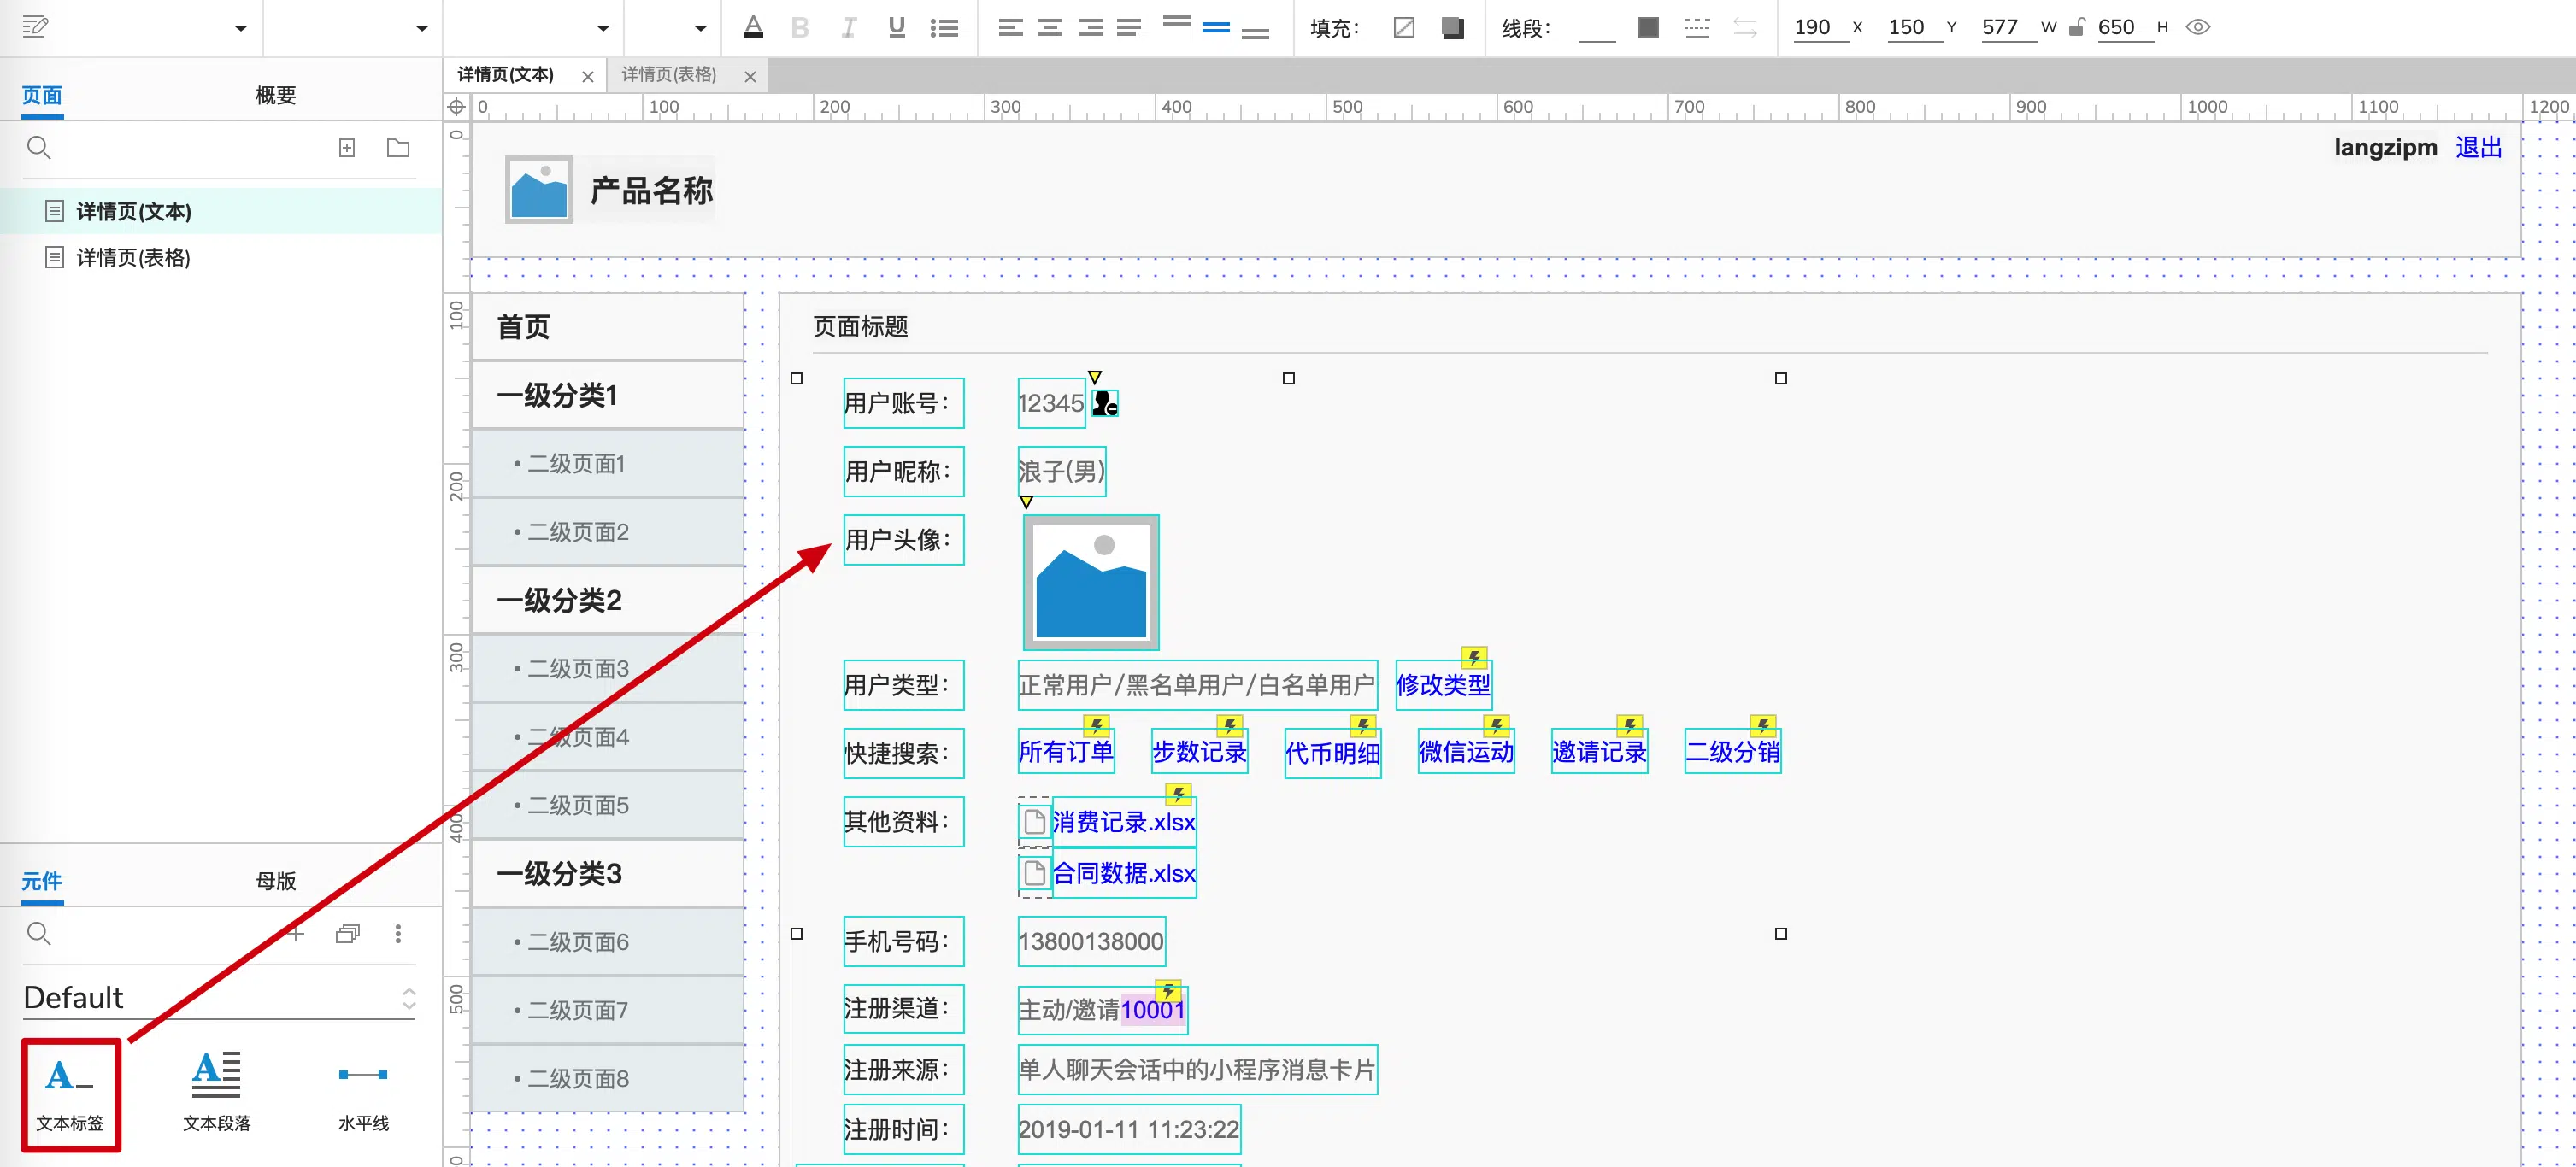 填充： 线段： 190 X 150 Y 577 W 650 H
页面 概要
详情页(文本)
详情页(表格)
元件 母版
Default
文本标签 文本段落 水平线
详情页(文本) 详情页(表格)
0 100 200 300 400 500 600 700 800 900 1000 1100 1200
0
100
200
300
400
500
0
langzipm 退出
产品名称
首页
一级分类1
• 二级页面1
• 二级页面2
一级分类2
• 二级页面3
• 二级页面4
• 二级页面5
一级分类3
• 二级页面6
• 二级页面7
• 二级页面8
页面标题
用户账号： 12345
用户昵称： 浪子(男)
用户头像：
用户类型： 正常用户/黑名单用户/白名单用户 修改类型
快捷搜索： 所有订单 步数记录 代币明细 微信运动 邀请记录 二级分销
其他资料： 消费记录.xlsx
合同数据.xlsx
手机号码： 13800138000
注册渠道： 主动/邀请10001
注册来源： 单人聊天会话中的小程序消息卡片
注册时间： 2019-01-11 11:23:22